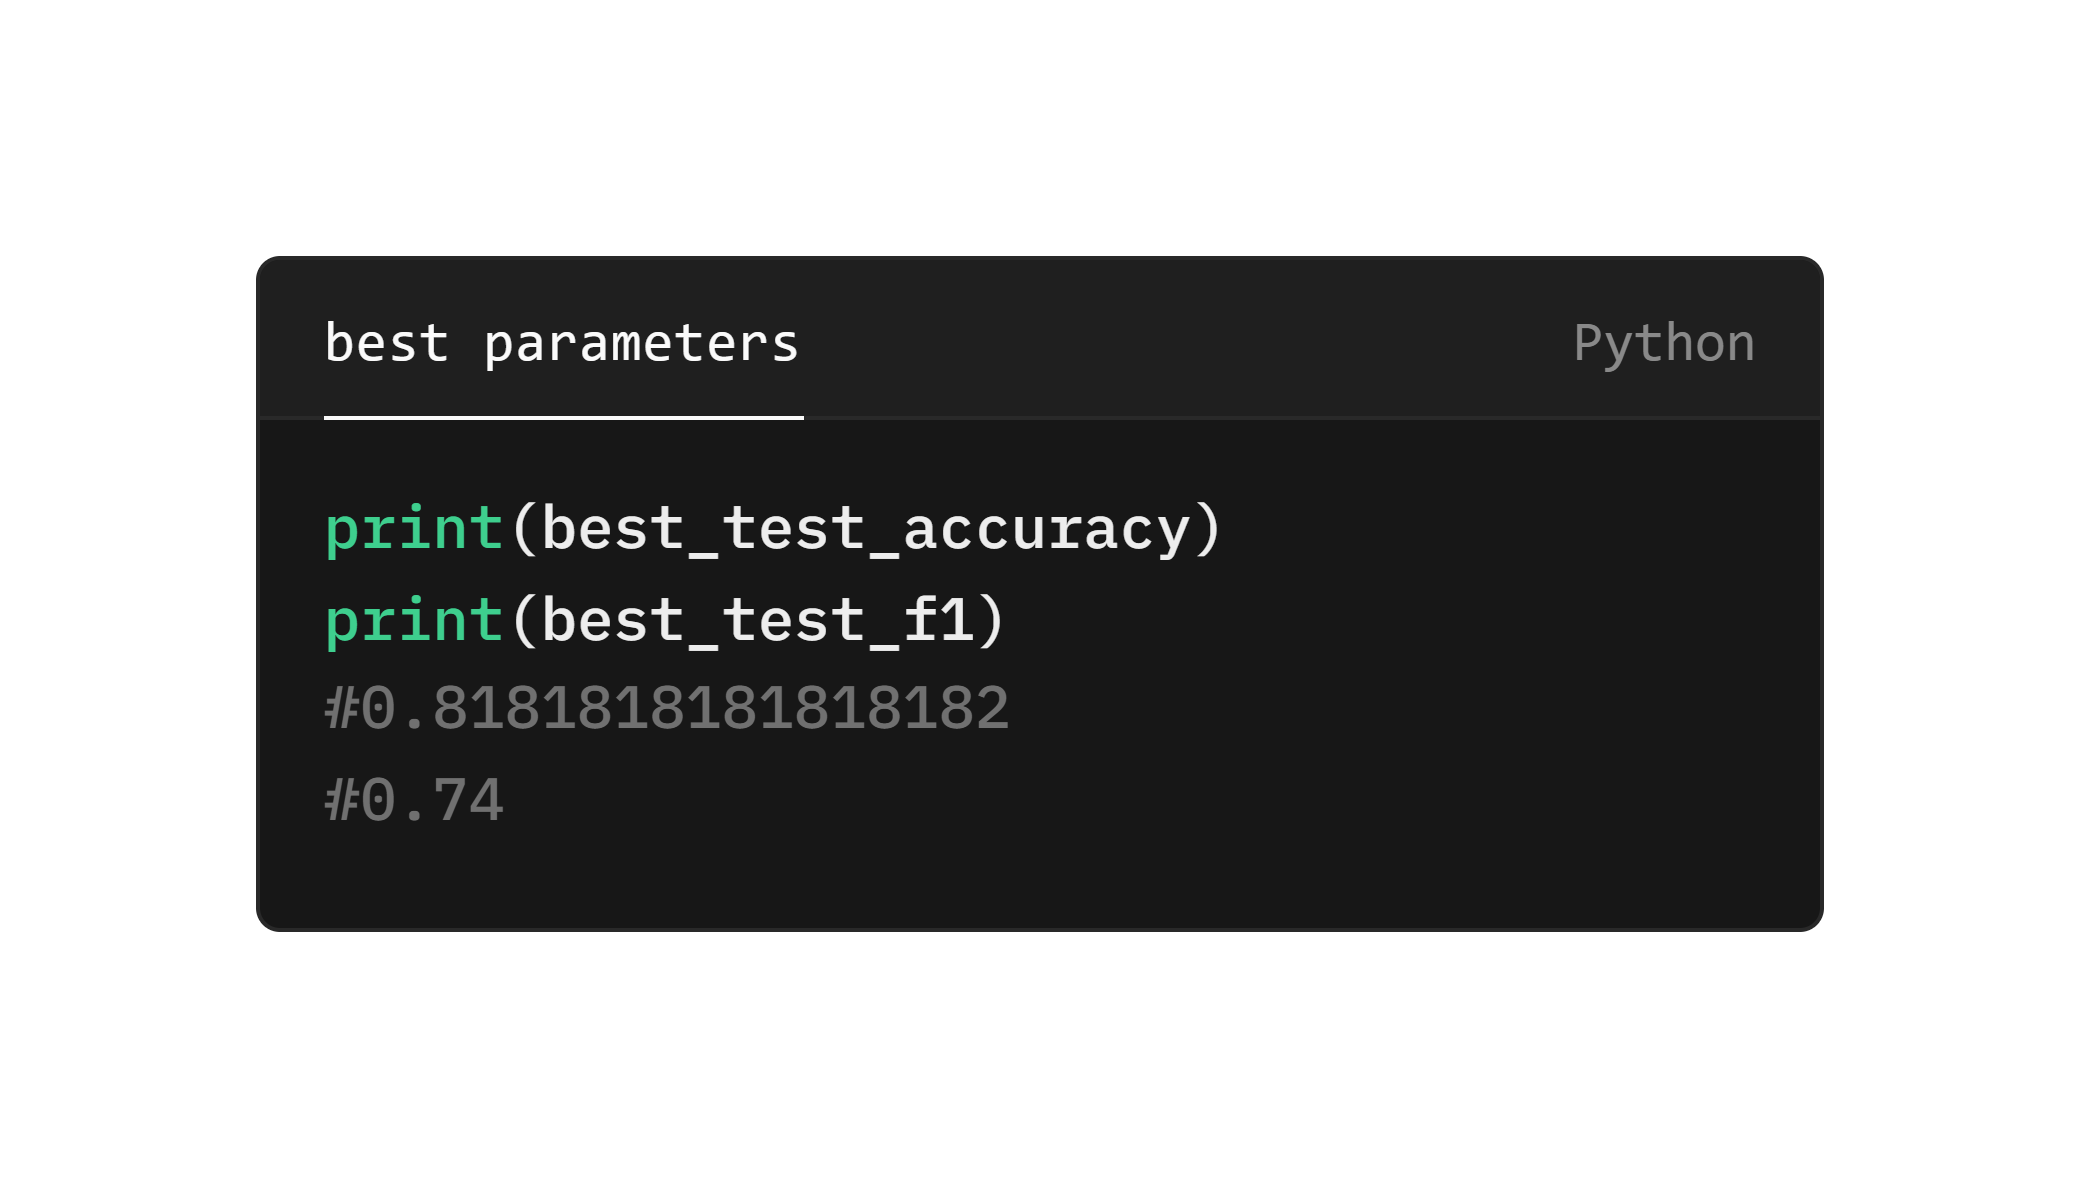 best parameters
Python
print(best_test_accuracy)
print(best_test_f1)
#0.8181818181818182
#0.74